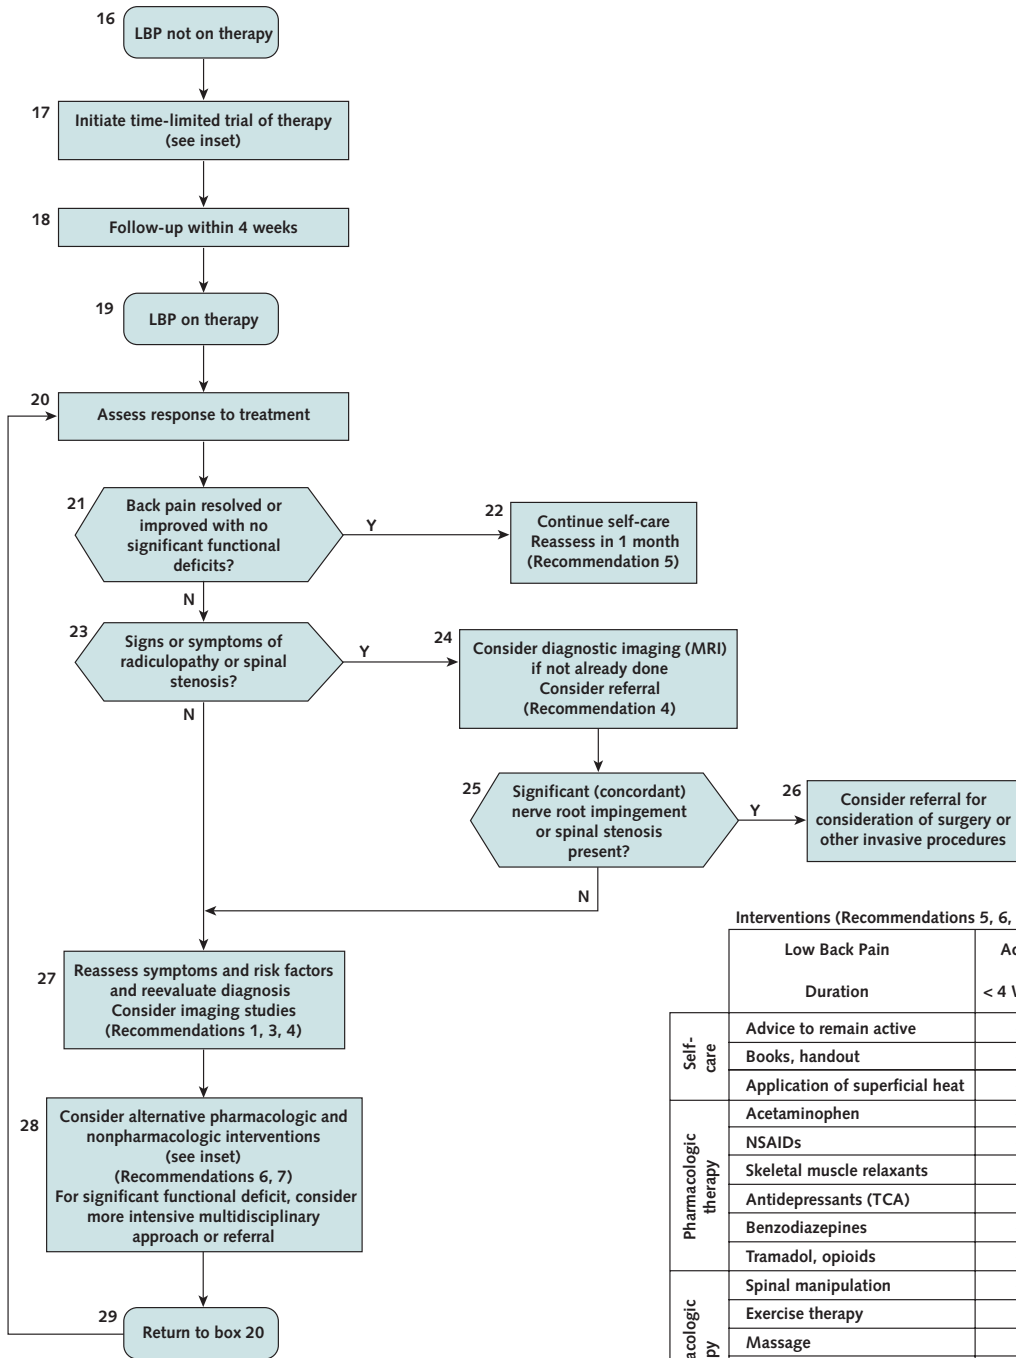 16
LBP not on therapy
17
Initiate time-limited trial of therapy
(see inset)
18
Follow-up within 4 weeks
19
LBP on therapy
20
Assess response to treatment
21
Back pain resolved or
improved with no
significant functional
deficits?
Y
22
Continue self-care
Reassess in 1 month
(Recommendation 5)
N
23
Signs or symptoms of
radiculopathy or spinal
stenosis?
Y
24
Consider diagnostic imaging (MRI)
if not already done
Consider referral
(Recommendation 4)
N
25
Significant (concordant)
nerve root impingement
or spinal stenosis
present?
Y
26
Consider referral for
consideration of surgery or
other invasive procedures
N
27
Reassess symptoms and risk factors
and reevaluate diagnosis
Consider imaging studies
(Recommendations 1, 3, 4)
28
Consider alternative pharmacologic and
nonpharmacologic interventions
(see inset)
(Recommendations 6, 7)
For significant functional deficit, consider
more intensive multidisciplinary
approach or referral
29
Return to box 20
Interventions (Recommendations 5, 6,
Low Back Pain
Duration
< 4
Self-
care
Advice to remain active
Books, handout
Application of superficial heat
Pharmacologic
therapy
Acetaminophen
NSAIDs
Skeletal muscle relaxants
Antidepressants (TCA)
Benzodiazepines
Tramadol, opioids
Spinal manipulation
Exercise therapy
Massage